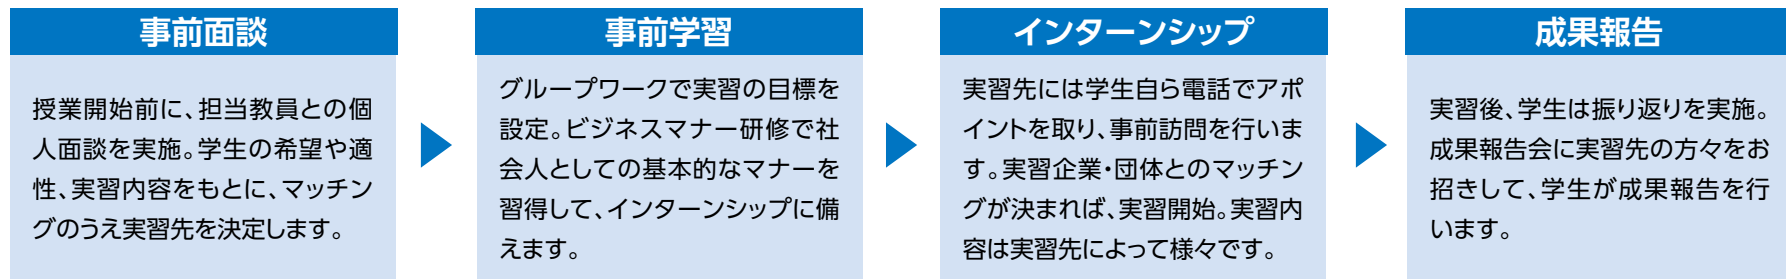 事前面談
授業開始前に、担当教員との個
人面談を実施。学生の希望や適
性、実習内容をもとに、マッチン
グのうえ実習先を決定します。
事前学習
グループワークで実習の目標を
設定。ビジネスマナー研修で社
会人としての基本的なマナーを
習得して、インターンシップに備
えます。
インターンシップ
実習先には学生自ら電話でアポ
イントを取り、事前訪問を行いま
す。実習企業・団体とのマッチン
グが決まれば、実習開始。実習内
容は実習先によって様々です。
成果報告
実習後、学生は振り返りを実施。
成果報告会に実習先の方々をお
招きして、学生が成果報告を行
います。